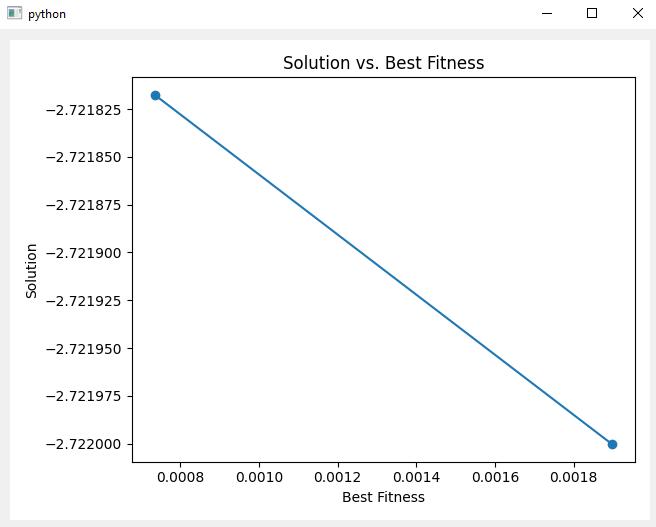 python
Solution vs. Best Fitness
−2.721825
−2.721850
−2.721875
−2.721900
−2.721925
−2.721950
−2.721975
−2.722000
Solution
0.0008 0.0010 0.0012 0.0014 0.0016 0.0018
Best Fitness